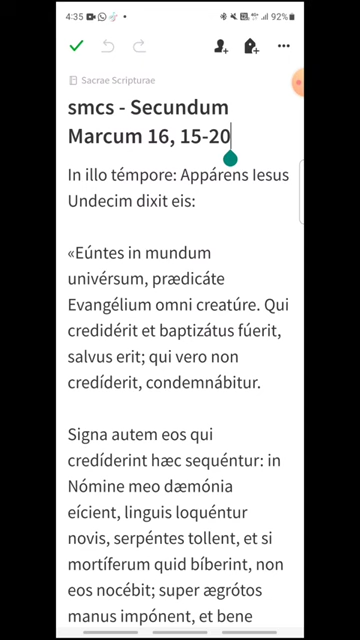 4:35
92%
Sacrae Scripturae
smcs - Secundum
Marcum 16, 15-20
In illo témpore: Appárens Iesus
Undecim dixit eis:
«Eúntes in mundum
univérsum, prædicáte
Evangélium omni creatúre. Qui
credidérit et baptizátus fúerit,
salvus erit; qui vero non
credíderit, condemnábitur.
Signa autem eos qui
credíderint hæc sequéntur: in
Nómine meo dæmónia
eícient, linguis loquéntur
novis, serpéntes tollent, et si
mortíferum quid bíberint, non
eos nocébit; super ægrótos
manus impónent, et bene